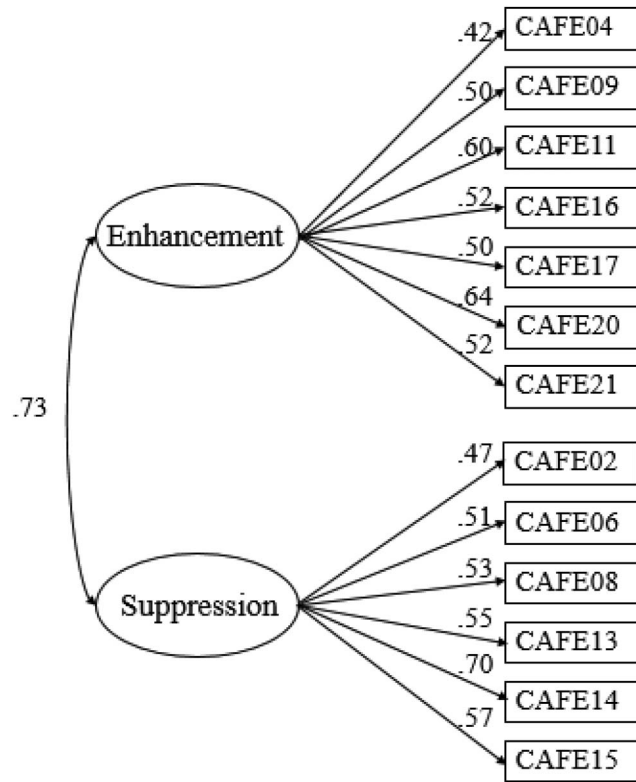 .42
CAFE04
.50
CAFE09
.60
CAFE11
.52
CAFE16
Enhancement
.50
CAFE17
.64
CAFE20
.52
CAFE21
.73
.47
CAFE02
.51
CAFE06
.53
CAFE08
Suppression
.55
CAFE13
.70
CAFE14
.57
CAFE15